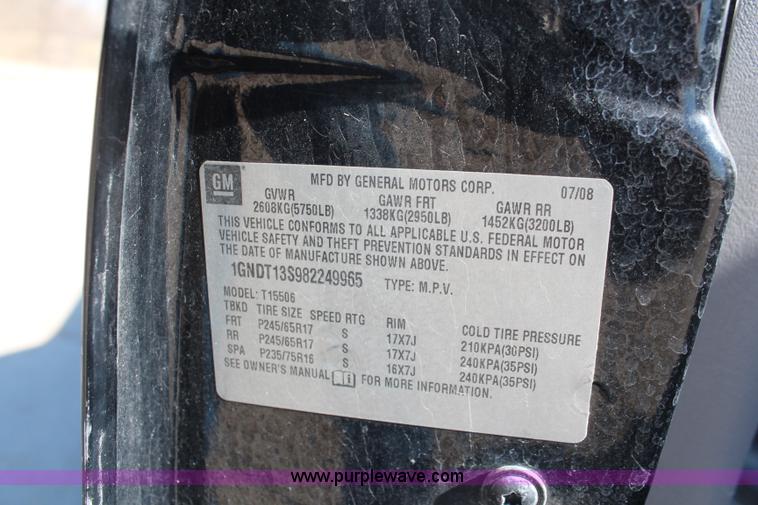 GM MFD BY GENERAL MOTORS CORP. 07/08
GVWR GAWR FRT GAWR RR
2608KG(5750LB) 1338KG(2950LB) 1452KG(3200LB)
THIS VEHICLE CONFORMS TO ALL APPLICABLE U.S. FEDERAL MOTOR
VEHICLE SAFETY AND THEFT PREVENTION STANDARDS IN EFFECT ON
THE DATE OF MANUFACTURE SHOWN ABOVE.
1GNDT13S982249965 TYPE: M.P.V.
MODEL: T15506
TBKD TIRE SIZE SPEED RTG RIM COLD TIRE PRESSURE
FRT P245/65R17 S 17X7J 210KPA(30PSI)
RR P245/65R17 S 17X7J 240KPA(35PSI)
SPA P235/75R16 S 16X7J 240KPA(35PSI)
SEE OWNER'S MANUAL FOR MORE INFORMATION.
www.purplewave.com